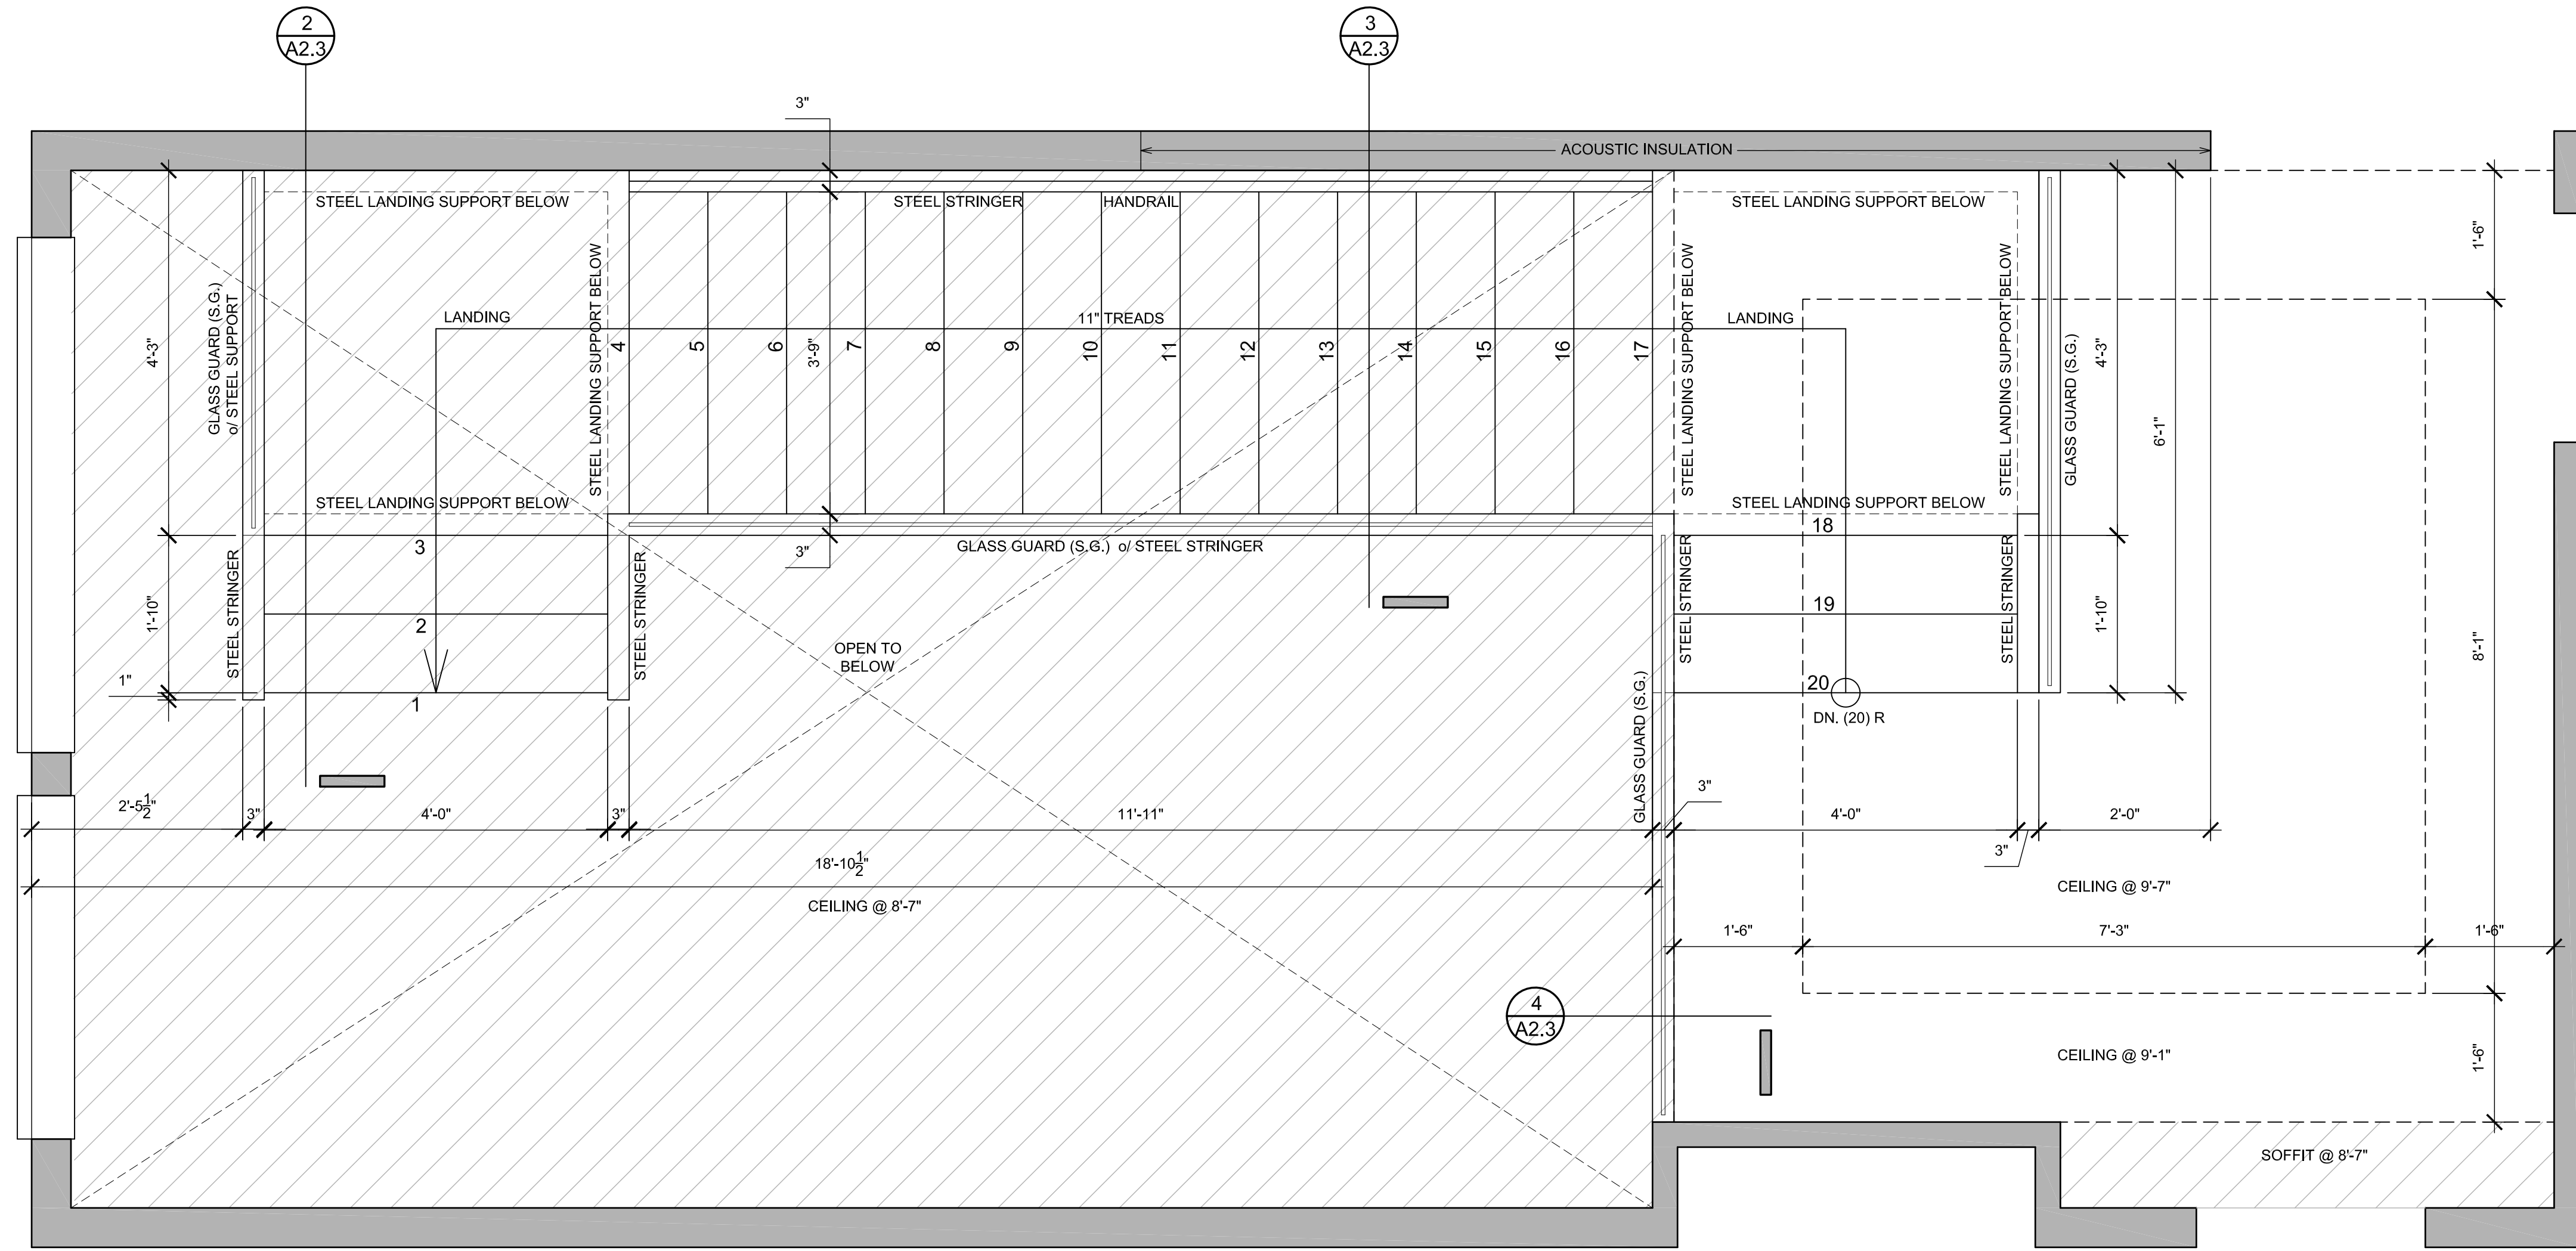 2
A2.3
3
A2.3
3"
ACOUSTIC INSULATION
STEEL LANDING SUPPORT BELOW
STEEL STRINGER
HANDRAIL
STEEL LANDING SUPPORT BELOW
1'-6"
4'-3"
GLASS GUARD (S.G.)
o/ STEEL SUPPORT
LANDING
STEEL LANDING SUPPORT BELOW
4
5
6
3'-9"
7
8
9
10
11" TREADS
11
12
13
14
15
16
17
STEEL LANDING SUPPORT BELOW
LANDING
STEEL LANDING SUPPORT BELOW
GLASS GUARD (S.G.)
4'-3"
6'-1"
STEEL LANDING SUPPORT BELOW
STEEL LANDING SUPPORT BELOW
3
3"
GLASS GUARD (S.G.) o/ STEEL STRINGER
18
1'-10"
STEEL STRINGER
2
STEEL STRINGER
STEEL STRINGER
19
STEEL STRINGER
1'-10"
8'-1"
OPEN TO
BELOW
1"
1
20
DN. (20) R
GLASS GUARD (S.G.)
2'-5 1/2"
3"
4'-0"
3"
11'-11"
3"
4'-0"
3"
2'-0"
18'-10 1/2"
CEILING @ 8'-7"
CEILING @ 9'-7"
1'-6"
7'-3"
1'-6"
4
A2.3
CEILING @ 9'-1"
1'-6"
SOFFIT @ 8'-7"